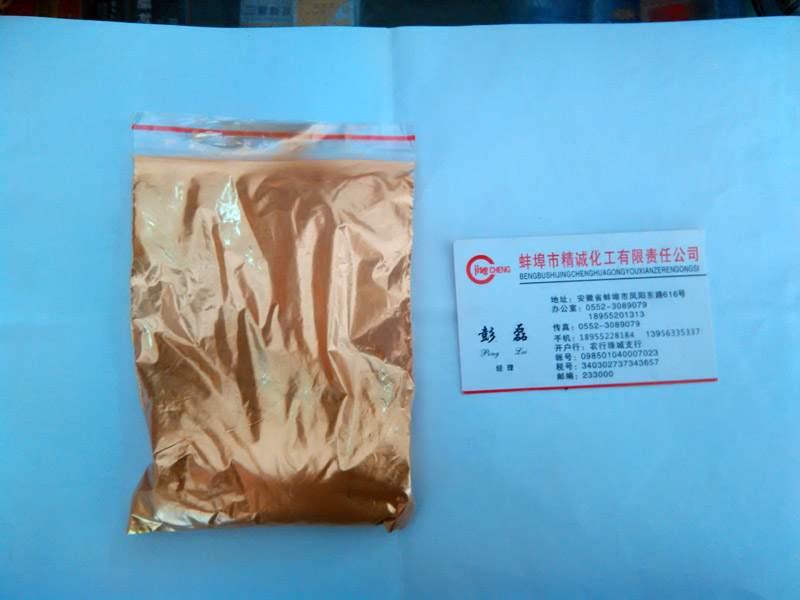 jing CHENG
蚌埠市精诚化工有限责任公司
BENGBUSHIJINGCHENGHUAGONGYOUXIANZERENGONGSI
地址：安徽省蚌埠市凤阳东路616号
办公室：0552-3089079
18955201313
传真：0552-3089079
手机：18955228184 13956335337
开户行：农行珠城支行
帐号：098501040007023
税号：340302737343657
邮编：233000
彭 磊
Peng Lei
经 理